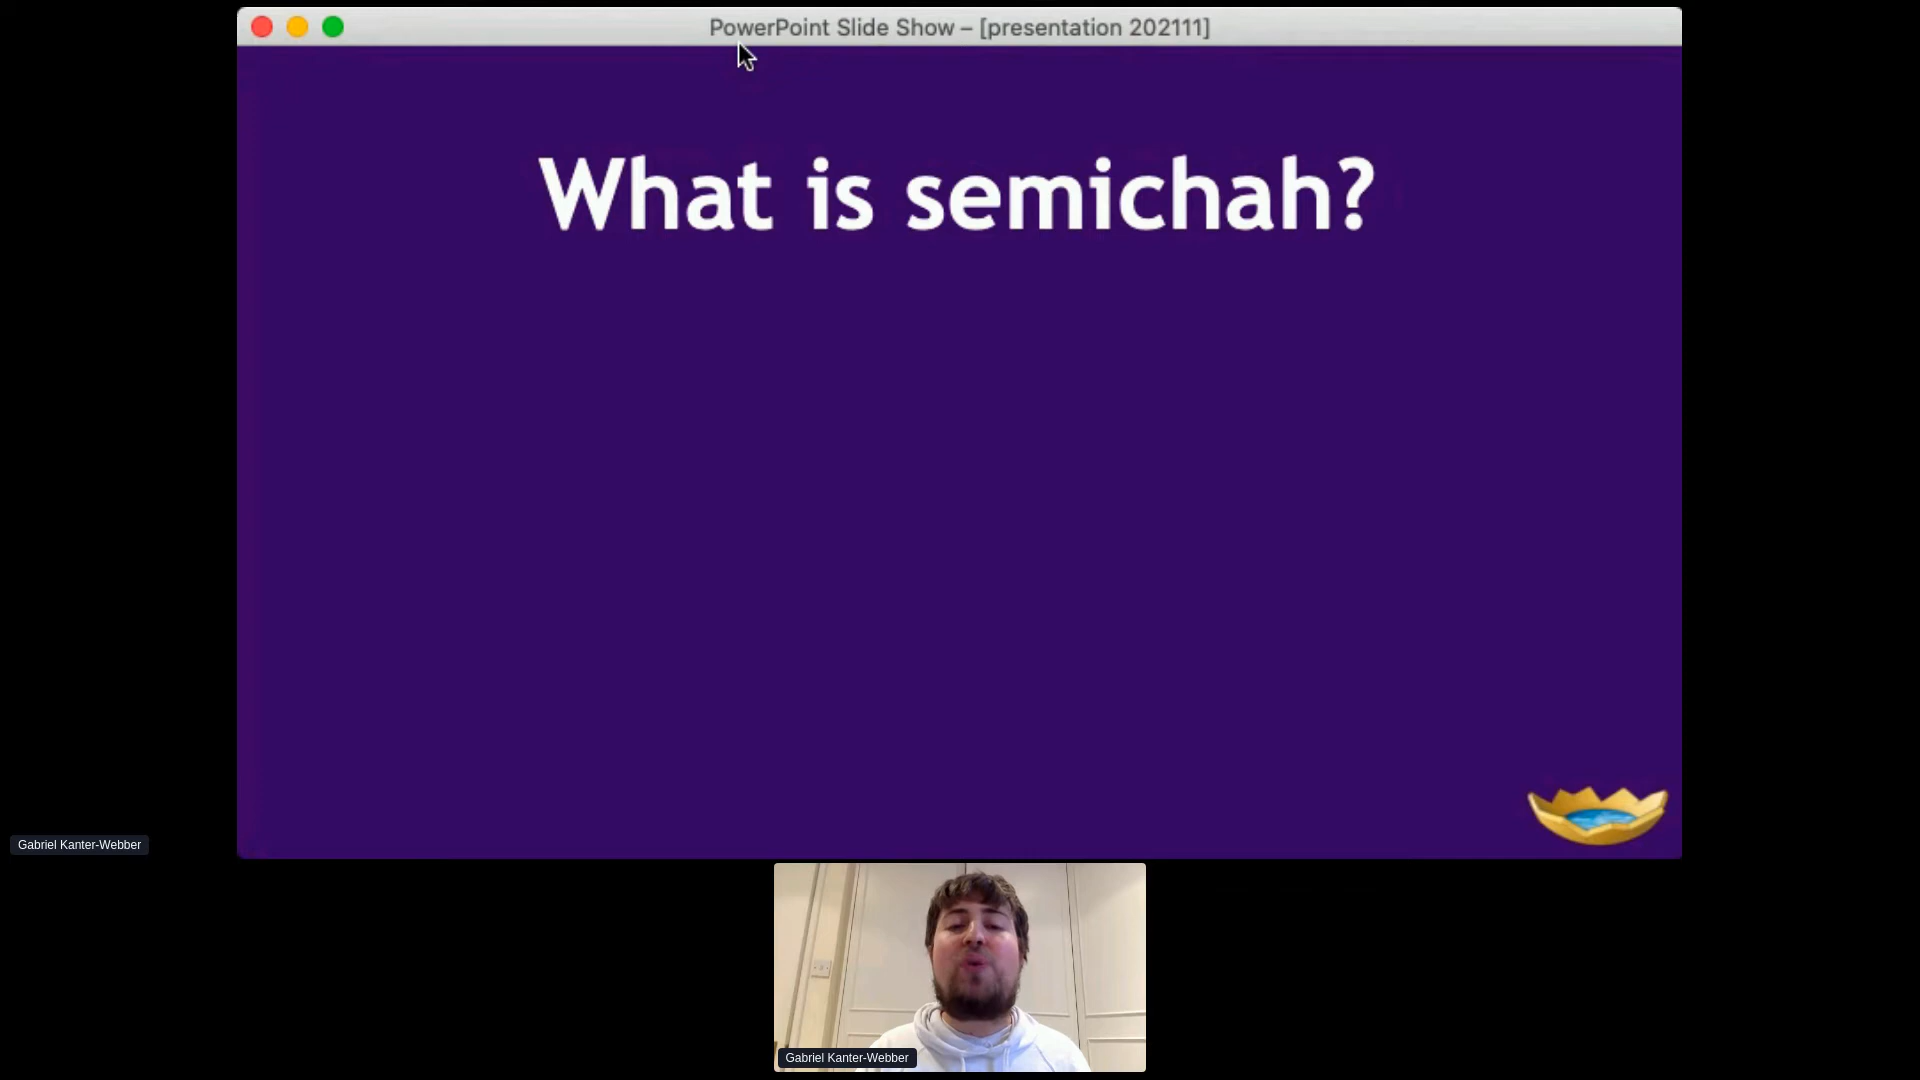 PowerPoint Slide Show – [presentation 202111]
What is semichah?
Gabriel Kanter-Webber
Gabriel Kanter-Webber